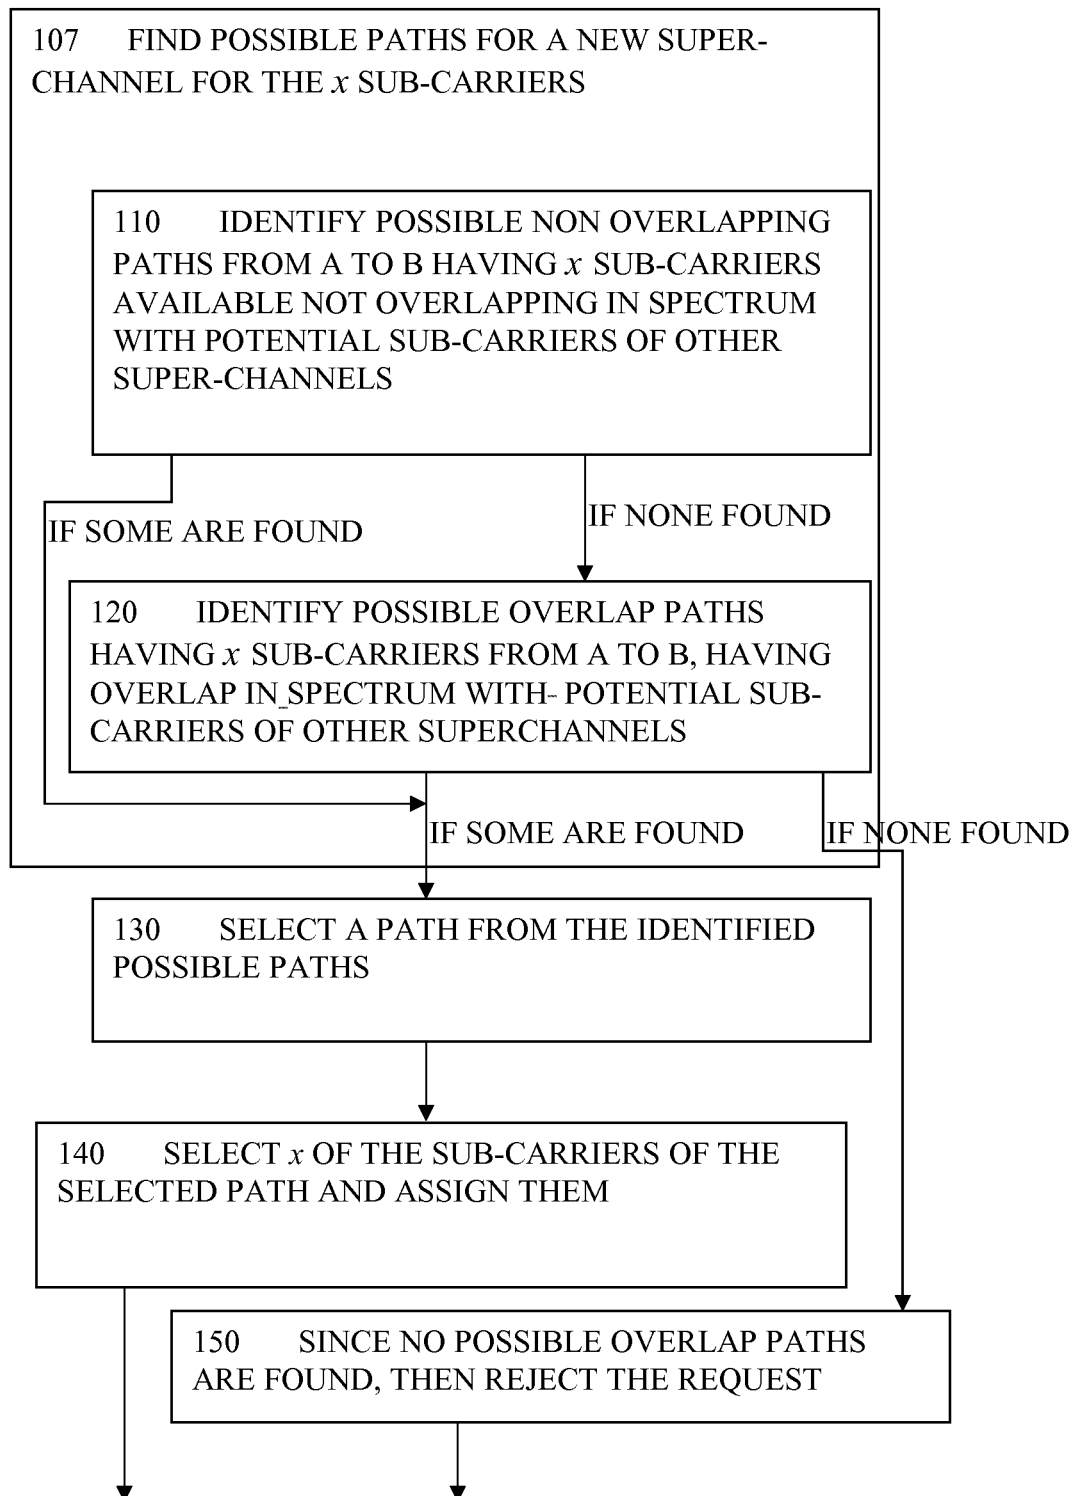 107 FIND POSSIBLE PATHS FOR A NEW SUPER-
CHANNEL FOR THE x SUB-CARRIERS
110 IDENTIFY POSSIBLE NON OVERLAPPING
PATHS FROM A TO B HAVING x SUB-CARRIERS
AVAILABLE NOT OVERLAPPING IN SPECTRUM
WITH POTENTIAL SUB-CARRIERS OF OTHER
SUPER-CHANNELS
IF SOME ARE FOUND
IF NONE FOUND
120 IDENTIFY POSSIBLE OVERLAP PATHS
HAVING x SUB-CARRIERS FROM A TO B, HAVING
OVERLAP IN SPECTRUM WITH- POTENTIAL SUB-
CARRIERS OF OTHER SUPERCHANNELS
IF SOME ARE FOUND
IF NONE FOUND
130 SELECT A PATH FROM THE IDENTIFIED
POSSIBLE PATHS
140 SELECT x OF THE SUB-CARRIERS OF THE
SELECTED PATH AND ASSIGN THEM
150 SINCE NO POSSIBLE OVERLAP PATHS
ARE FOUND, THEN REJECT THE REQUEST